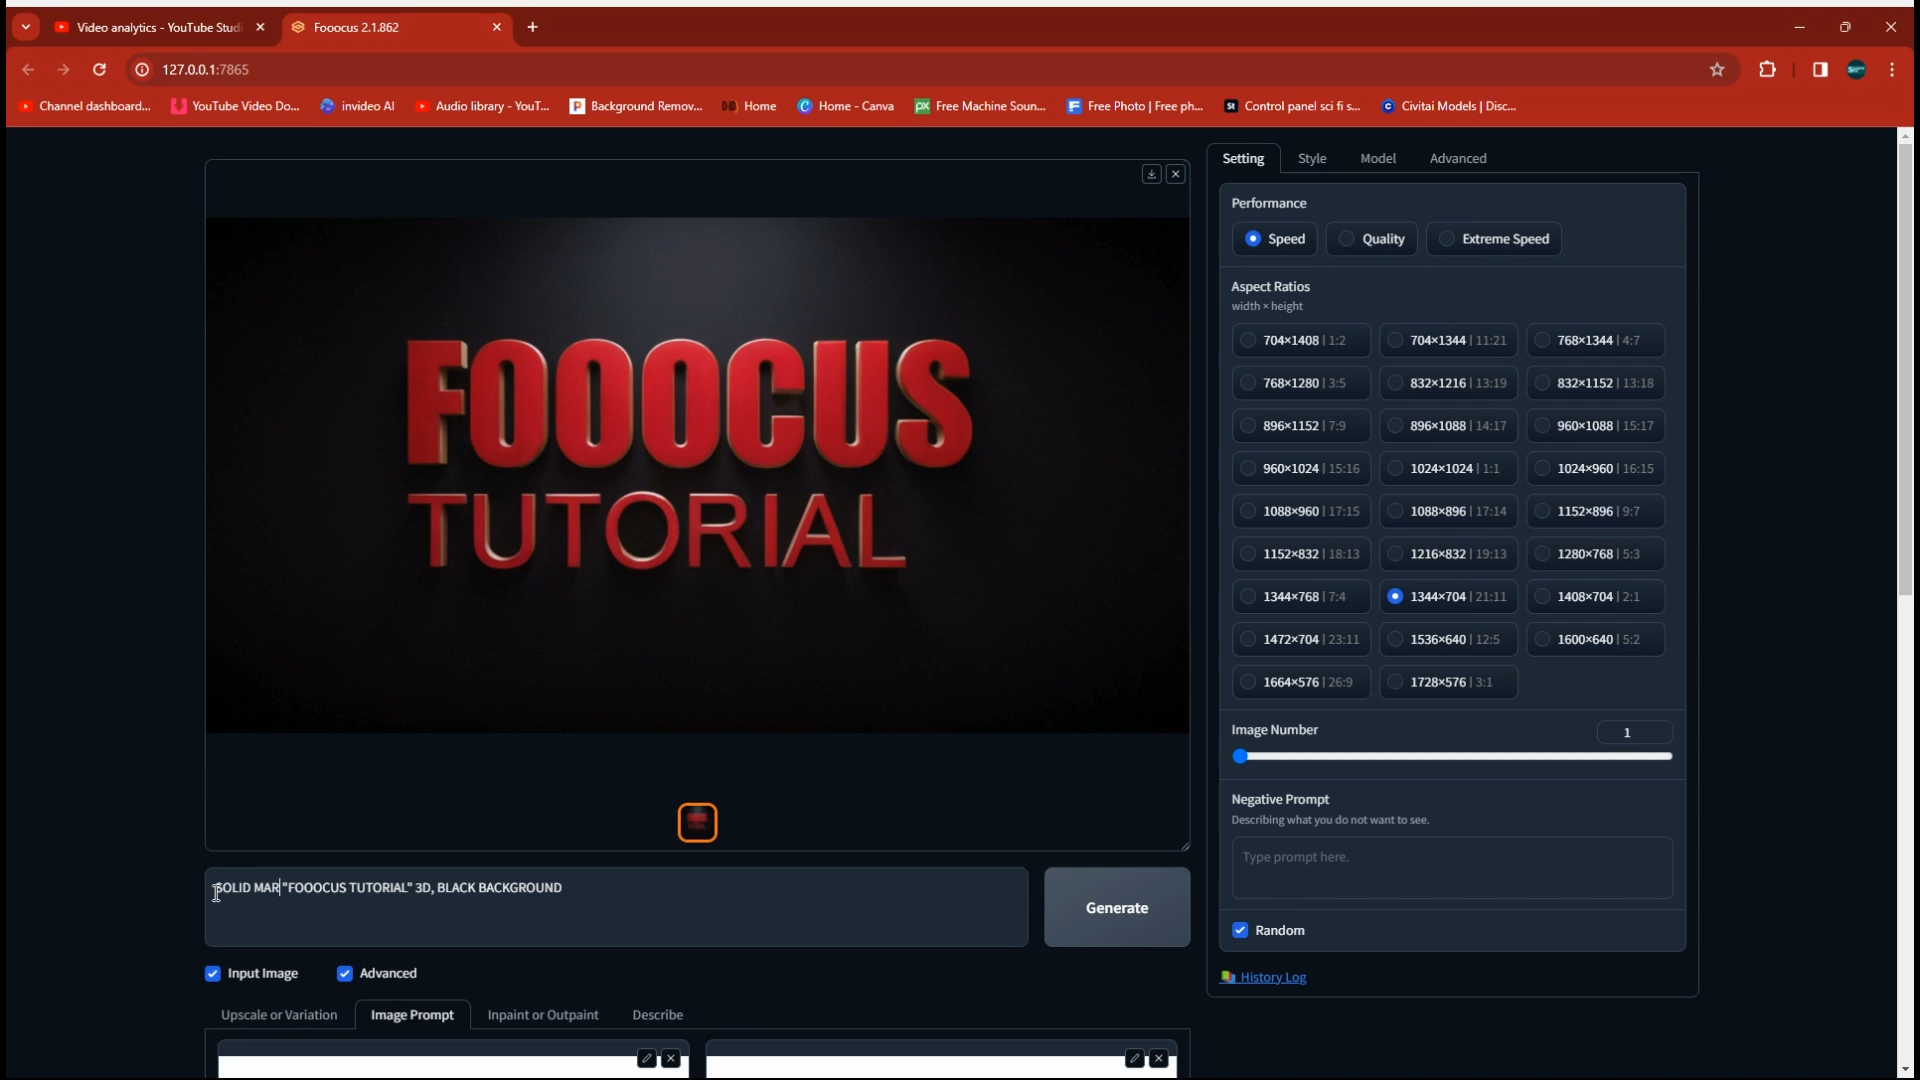 Video analytics - YouTube Studi
Fooocus 2.1.862
127.0.0.1:7865
Channel dashboard...
YouTube Video Do...
invideo AI
Audio library - YouT...
Background Remov...
Home
Home - Canva
Free Machine Soun...
Free Photo | Free ph...
Control panel sci fi s...
Civitai Models | Disc...
FOOOCUS
TUTORIAL
SOLID MAR"FOOOCUS TUTORIAL" 3D, BLACK BACKGROUND
Generate
Input Image
Advanced
Upscale or Variation
Image Prompt
Inpaint or Outpaint
Describe
Setting
Style
Model
Advanced
Performance
Speed
Quality
Extreme Speed
Aspect Ratios
width × height
704×1408 | 1:2
704×1344 | 11:21
768×1344 | 4:7
768×1280 | 3:5
832×1216 | 13:19
832×1152 | 13:18
896×1152 | 7:9
896×1088 | 14:17
960×1088 | 15:17
960×1024 | 15:16
1024×1024 | 1:1
1024×960 | 16:15
1088×960 | 17:15
1088×896 | 17:14
1152×896 | 9:7
1152×832 | 18:13
1216×832 | 19:13
1280×768 | 5:3
1344×768 | 7:4
1344×704 | 21:11
1408×704 | 2:1
1472×704 | 23:11
1536×640 | 12:5
1600×640 | 5:2
1664×576 | 26:9
1728×576 | 3:1
Image Number
1
Negative Prompt
Describing what you do not want to see.
Type prompt here.
Random
History Log